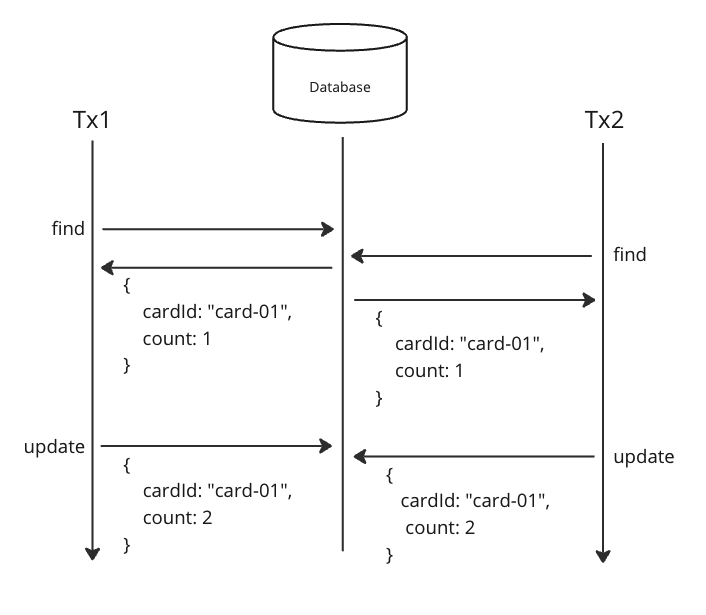 Database
Tx1
Tx2
find
find
{
cardId: "card-01",
count: 1
}
{
cardId: "card-01",
count: 1
}
update
update
{
cardId: "card-01",
count: 2
}
{
cardId: "card-01",
count: 2
}